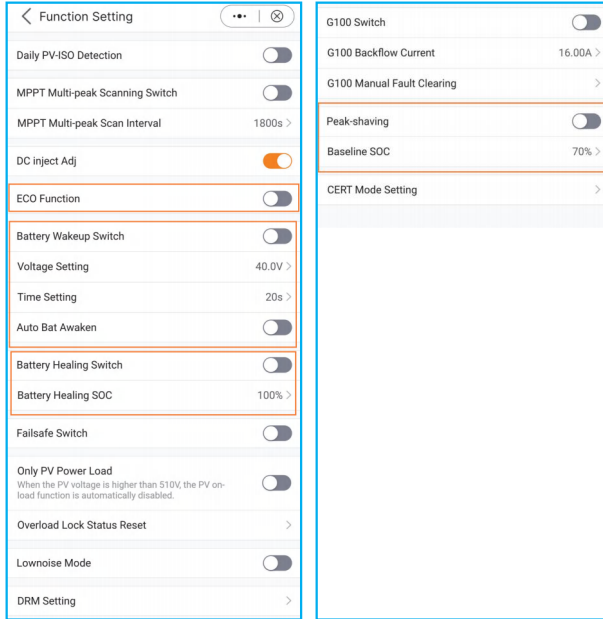 Function Setting
Daily PV-ISO Detection
MPPT Multi-peak Scanning Switch
MPPT Multi-peak Scan Interval 1800s
DC inject Adj
ECO Function
Battery Wakeup Switch
Voltage Setting 40.0V
Time Setting 20s
Auto Bat Awaken
Battery Healing Switch
Battery Healing SOC 100%
Failsafe Switch
Only PV Power Load
When the PV voltage is higher than 510V, the PV on-
load function is automatically disabled.
Overload Lock Status Reset
Lownoise Mode
DRM Setting
G100 Switch
G100 Backflow Current 16.00A
G100 Manual Fault Clearing
Peak-shaving
Baseline SOC 70%
CERT Mode Setting